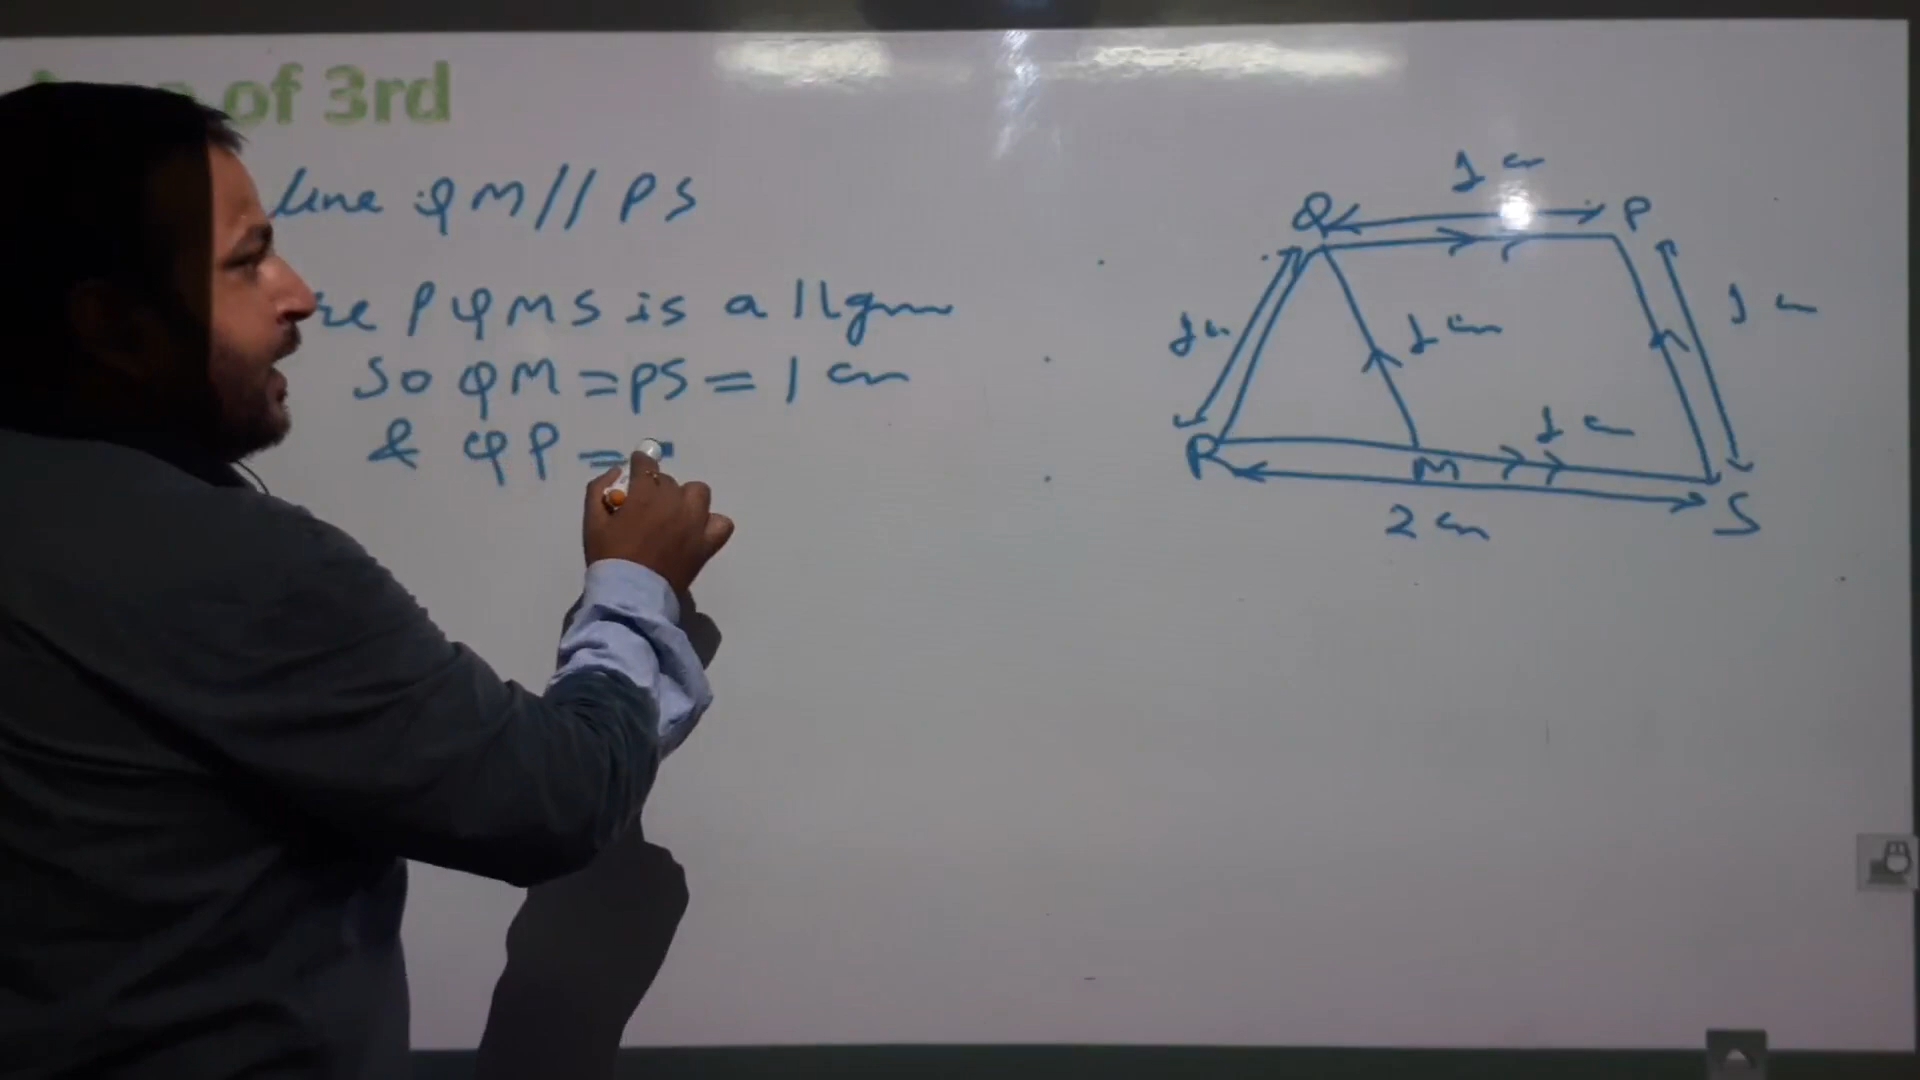 of 3rd
line QM // PS
PQMS is a ||gm
So QM = PS = 1 cm
& QP =
1 cm
Q
P
1 cm
1 cm
1 cm
1 cm
R
M
S
2 cm